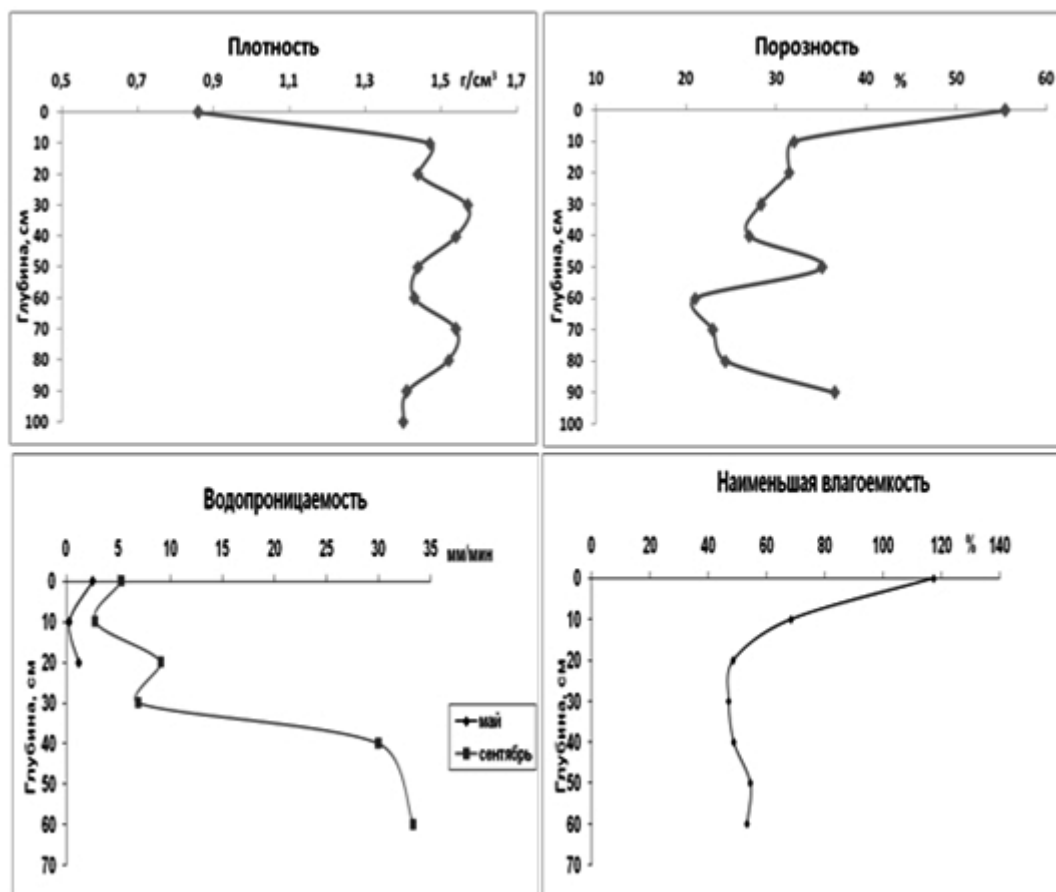 Плотность
0,5 0,7 0,9 1,1 1,3 1,5 г/см³ 1,7
0
10
20
30
40
50
60
70
80
90
100
Глубина, см
Порозность
10 20 30 40 % 50 60
0
10
20
30
40
50
60
70
80
90
100
Глубина, см
Водопроницаемость
0 5 10 15 20 25 30 35 мм/мин
0
10
20
30
40
50
60
70
Глубина, см
май
сентябрь
Наименьшая влагоемкость
0 20 40 60 80 100 120 % 140
0
10
20
30
40
50
60
70
Глубина, см